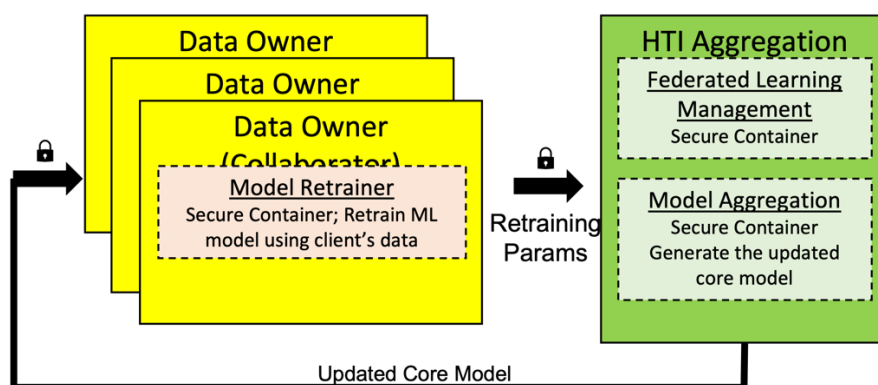 Data Owner
Data Owner
Data Owner
(Collaborator)
Model Retrainer
Secure Container; Retrain ML
model using client's data
Retraining
Params
HTI Aggregation
Federated Learning
Management
Secure Container
Model Aggregation
Secure Container
Generate the updated
core model
Updated Core Model